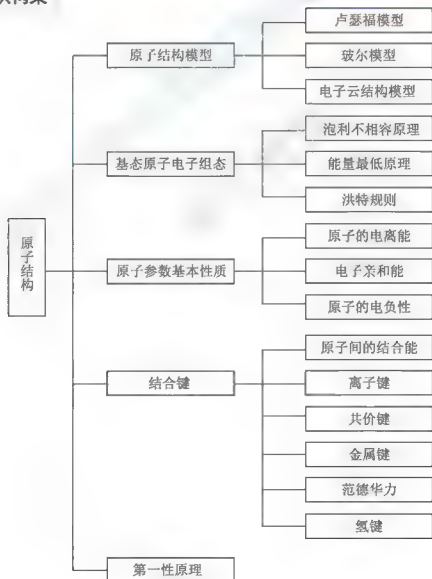 原子结构
原子结构模型
卢瑟福模型
玻尔模型
电子云结构模型
基态原子电子组态
泡利不相容原理
能量最低原理
洪特规则
原子参数基本性质
原子的电离能
电子亲和能
原子的电负性
结合键
原子间的结合能
离子键
共价键
金属键
范德华力
氢键
第一性原理